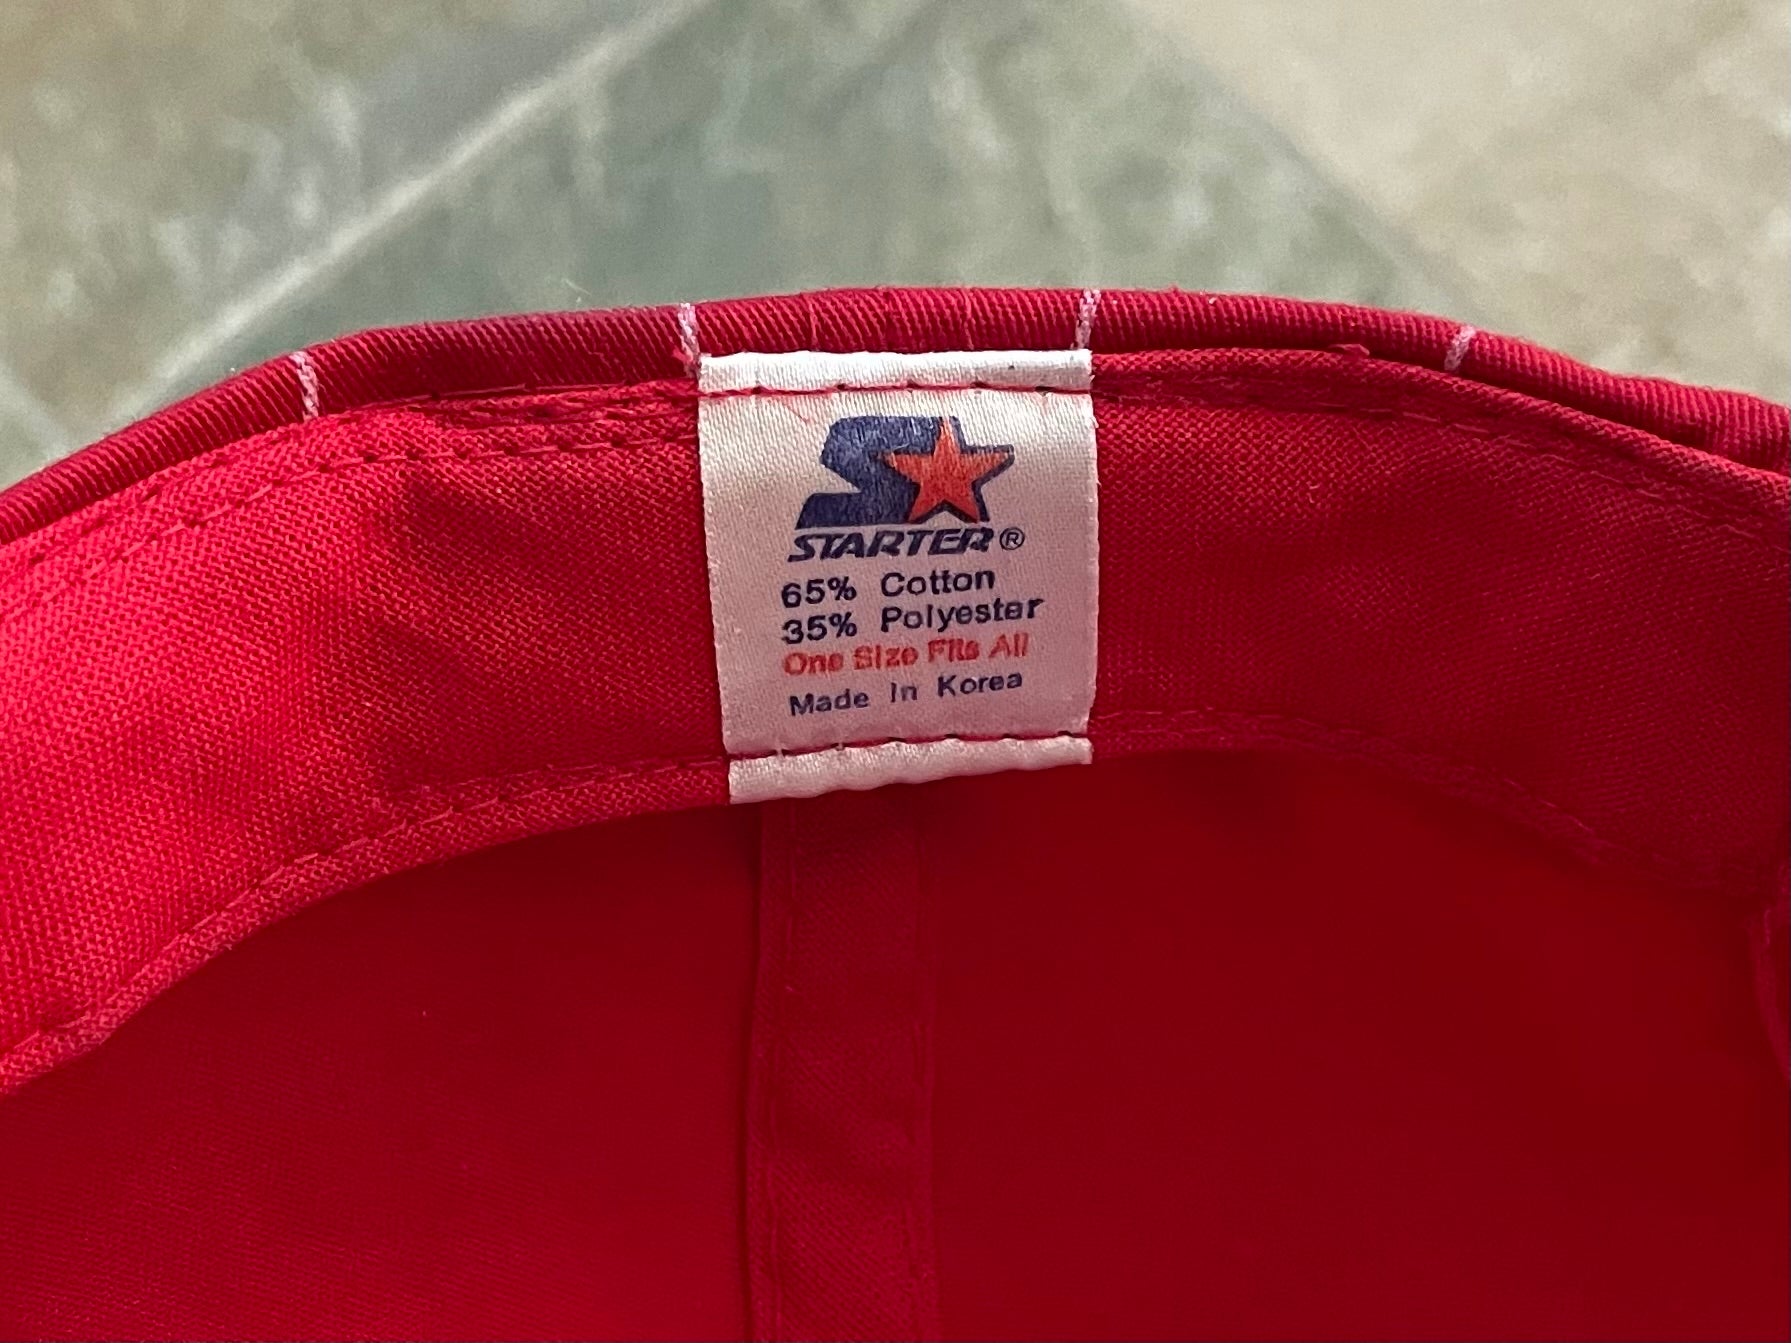 STARTER®
65% Cotton
35% Polyester
One Size Fits All
Made In Korea